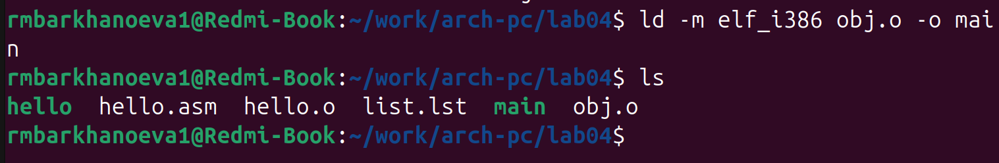 rmbarkhanoeva1@Redmi-Book:~/work/arch-pc/lab04$ ld -m elf_i386 obj.o -o mai
n
rmbarkhanoeva1@Redmi-Book:~/work/arch-pc/lab04$ ls
hello  hello.asm  hello.o  list.lst  main  obj.o
rmbarkhanoeva1@Redmi-Book:~/work/arch-pc/lab04$